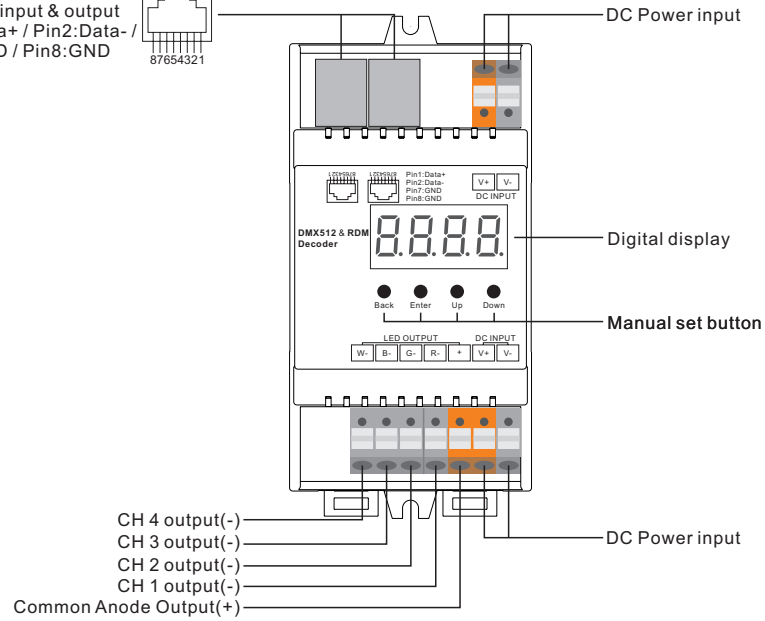 input & output
a+ / Pin2:Data- /
D / Pin8:GND
87654321
DC Power input
87654321
87654321
Pin1:Data+
Pin2:Data-
Pin7:GND
Pin8:GND
V+ V-
DC INPUT
DMX512 & RDM
Decoder
8.8.8.8.
Digital display
Back Enter Up Down
Manual set button
LED OUTPUT DC INPUT
W- B- G- R- + V+ V-
CH 4 output(-)
CH 3 output(-)
CH 2 output(-)
CH 1 output(-)
Common Anode Output(+)
DC Power input